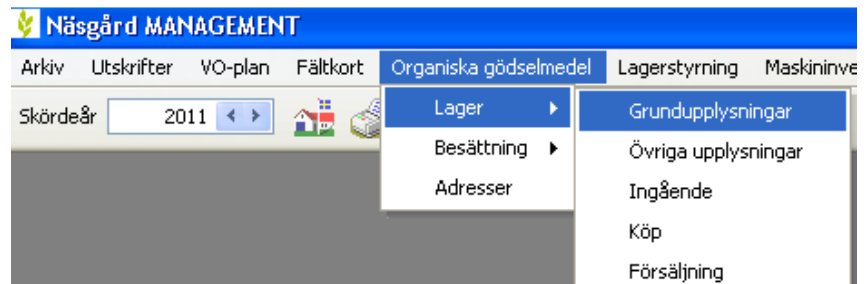 Näsgård MANAGEMENT
Arkiv Utskrifter VO-plan Fältkort Organiska gödselmedel Lagerstyrning Maskininve
Skördeår 2011 Lager Grundupplysningar
Besättning Övriga upplysningar
Adresser Ingående
Köp
Försäljning